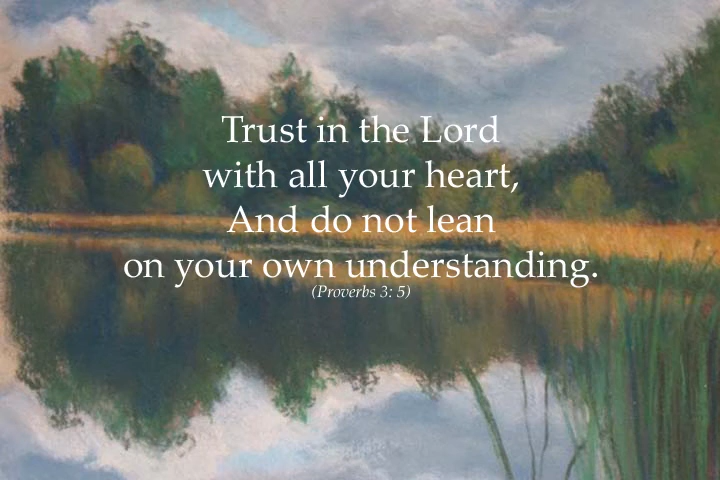 Trust in the Lord
with all your heart,
And do not lean
on your own understanding.
(Proverbs 3: 5)